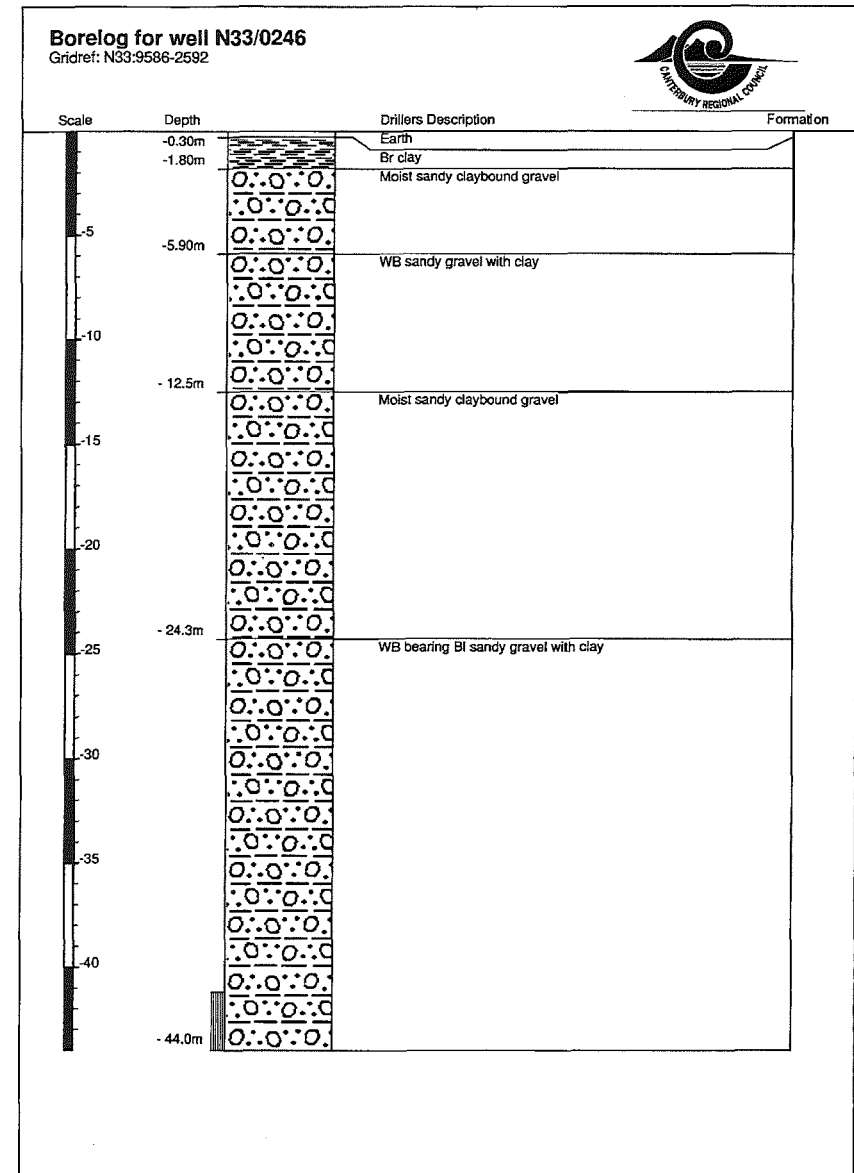 Borelog for well N33/0246
Gridref: N33:9586-2592
CANTERBURY REGIONAL COUNCIL
Scale Depth Drillers Description Formation
-0.30m Earth
-1.80m Br clay
Moist sandy claybound gravel
-5
-5.90m
WB sandy gravel with clay
-10
- 12.5m
Moist sandy claybound gravel
-15
-20
- 24.3m
-25 WB bearing Bl sandy gravel with clay
-30
-35
-40
- 44.0m